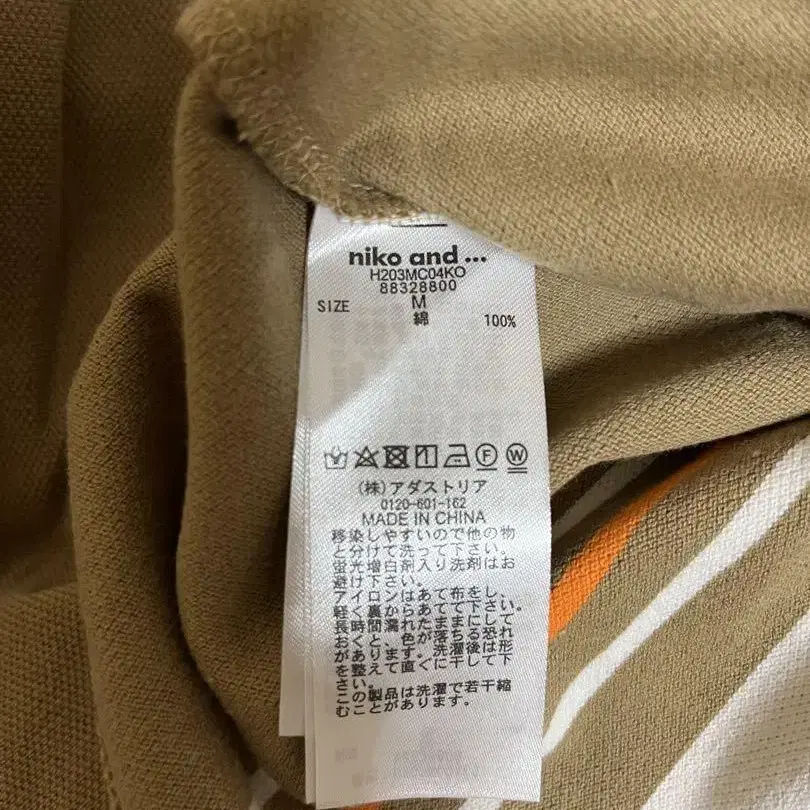 niko and ...
H203MC04KO
88328800
SIZE M
綿 100%
F W
(株)アダストリア
0120-601-162
MADE IN CHINA
移染しやすいので他の物
と分けて洗って下さい。
蛍光増白剤入り洗剤はお
避け下さい。
アイロンはあて布をし、
軽く裏からあてて下さい。
長時間濡れたままにして
おくと、色が落ちる恐れ
があります。洗濯後は形
を整えて直ぐに干して下
さい。
この製品は洗濯で若干縮
むことがあります。